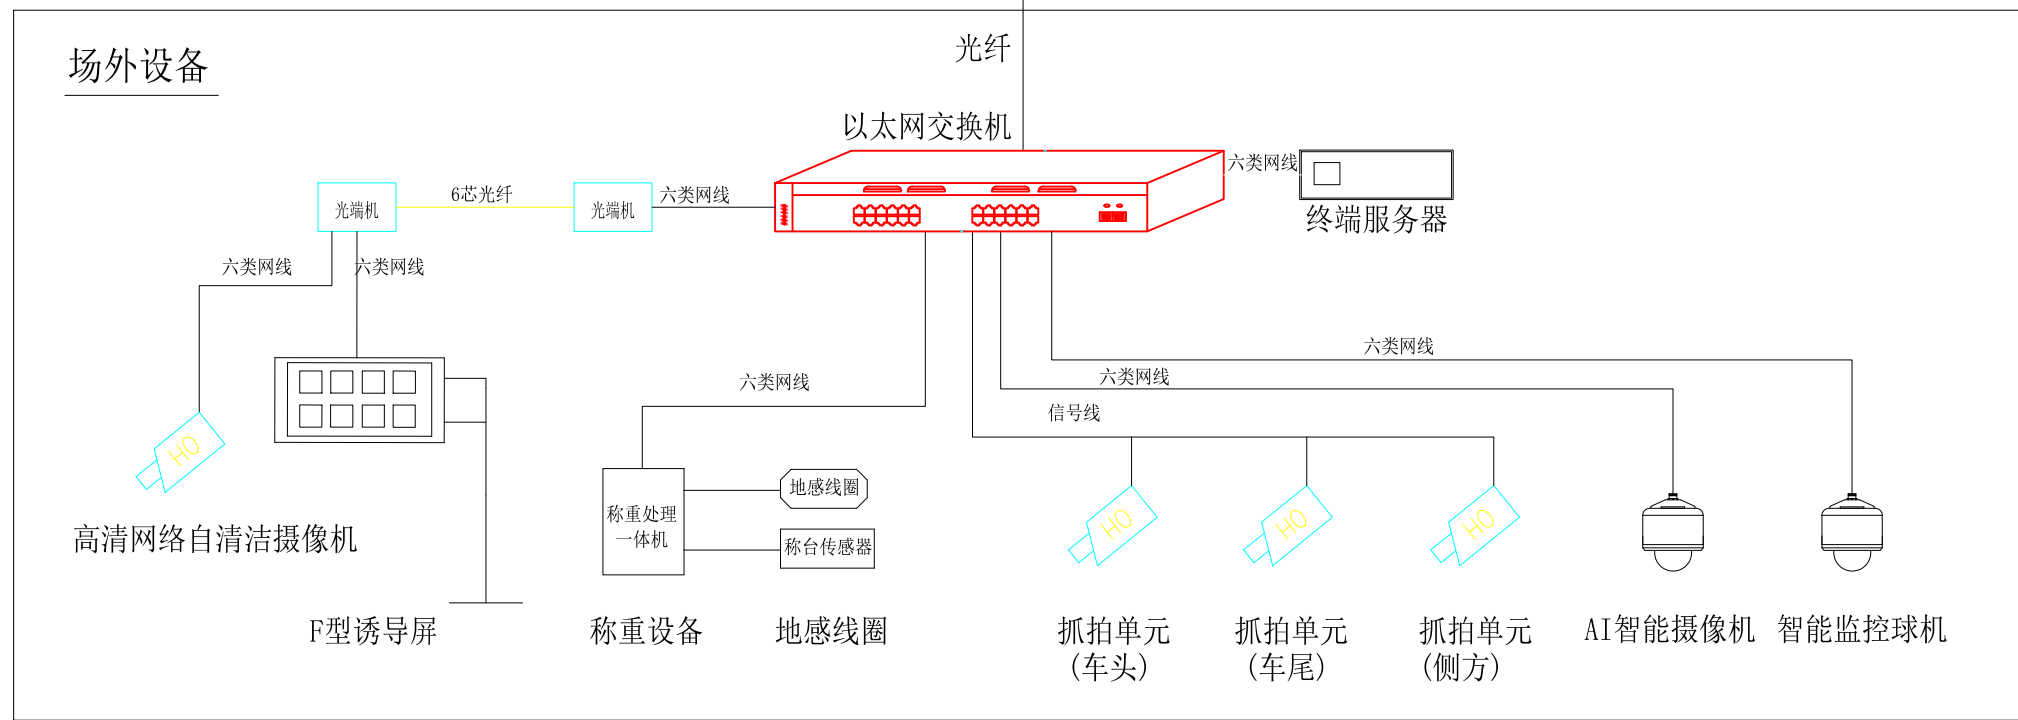 场外设备
光纤
以太网交换机
六类网线
终端服务器
光端机
6芯光纤
光端机
六类网线
六类网线
六类网线
六类网线
六类网线
六类网线
信号线
HO
高清网络自清洁摄像机
F型诱导屏
称重处理
一体机
地感线圈
称台传感器
称重设备
地感线圈
HO
HO
HO
抓拍单元
(车头)
抓拍单元
(车尾)
抓拍单元
(侧方)
AI智能摄像机
智能监控球机